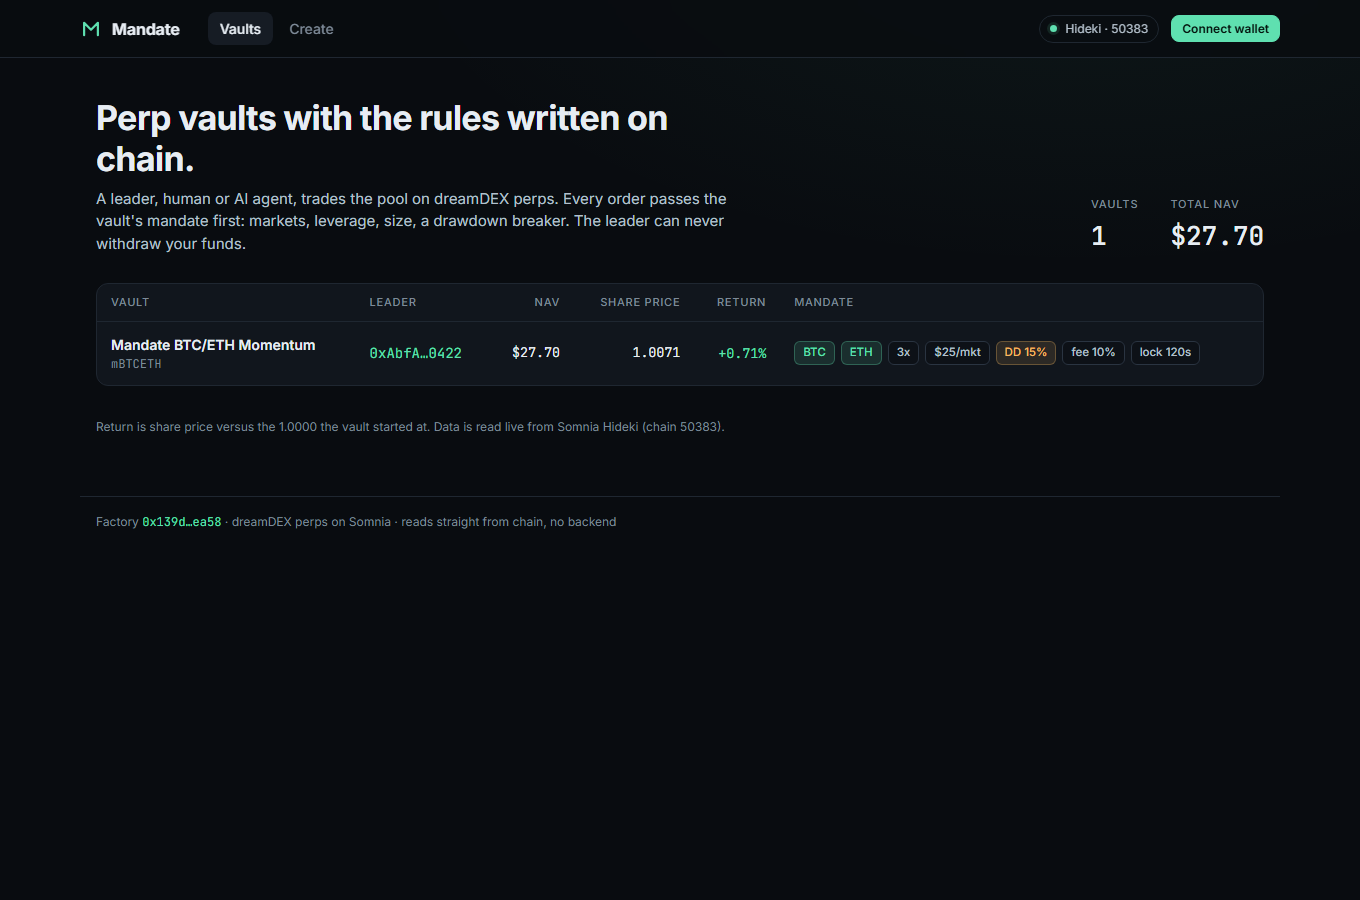 Mandate Vaults Create Hideki · 50383 Connect wallet
Perp vaults with the rules written on
chain.
A leader, human or AI agent, trades the pool on dreamDEX perps. Every order passes the
vault's mandate first: markets, leverage, size, a drawdown breaker. The leader can never
withdraw your funds.
VAULTS TOTAL NAV
1 $27.70
VAULT LEADER NAV SHARE PRICE RETURN MANDATE
Mandate BTC/ETH Momentum
mBTCETH
0xAbfA…0422 $27.70 1.0071 +0.71% BTC ETH 3x $25/mkt DD 15% fee 10% lock 120s
Return is share price versus the 1.0000 the vault started at. Data is read live from Somnia Hideki (chain 50383).
Factory 0x139d…ea58 · dreamDEX perps on Somnia · reads straight from chain, no backend